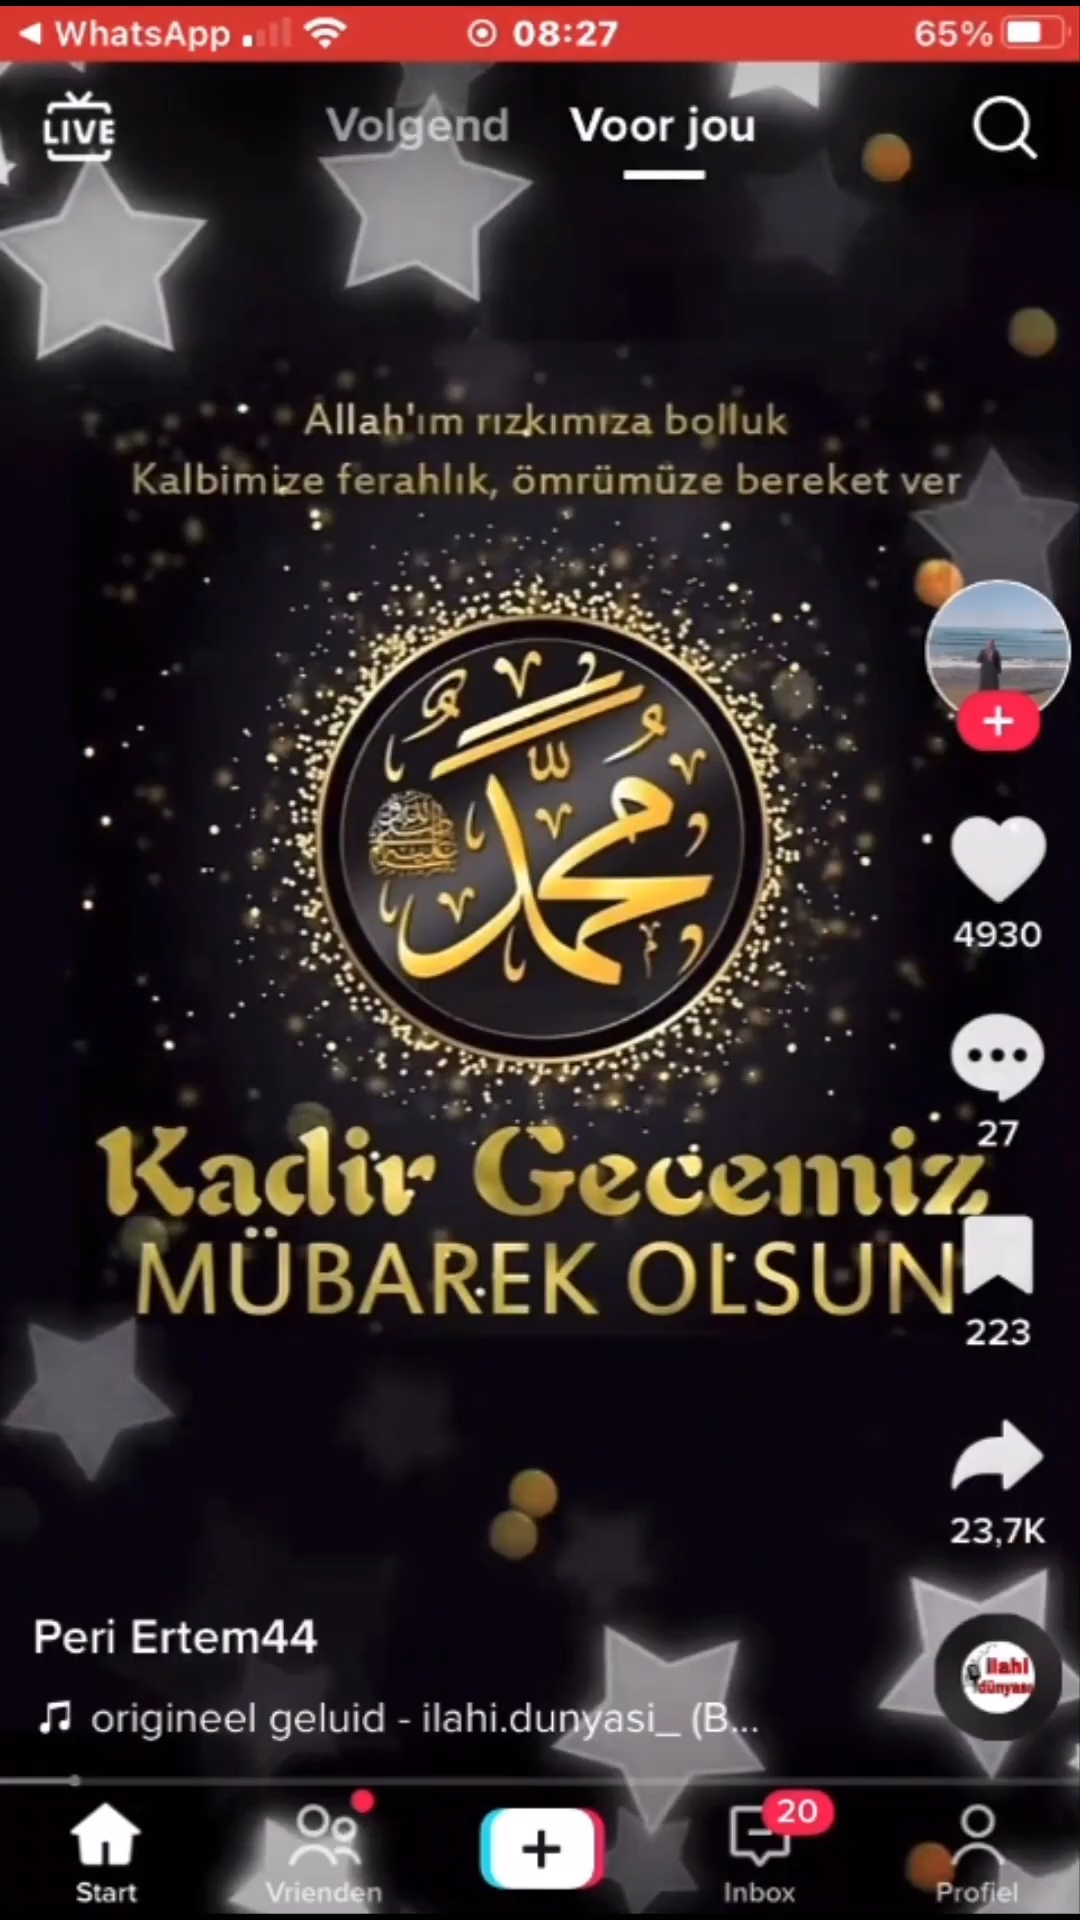 WhatsApp
08:27
65%
LIVE
Volgend
Voor jou
Allah'ım rızkımıza bolluk
Kalbimize ferahlık, ömrümüze bereket ver
محمد
4930
27
Kadir Gecemiz
MÜBAREK OLSUN
223
23,7K
Peri Ertem44
ilahi
dünyası
origineel geluid - ilahi.dunyasi_ (B...
Start
Vrienden
20
Inbox
Profiel